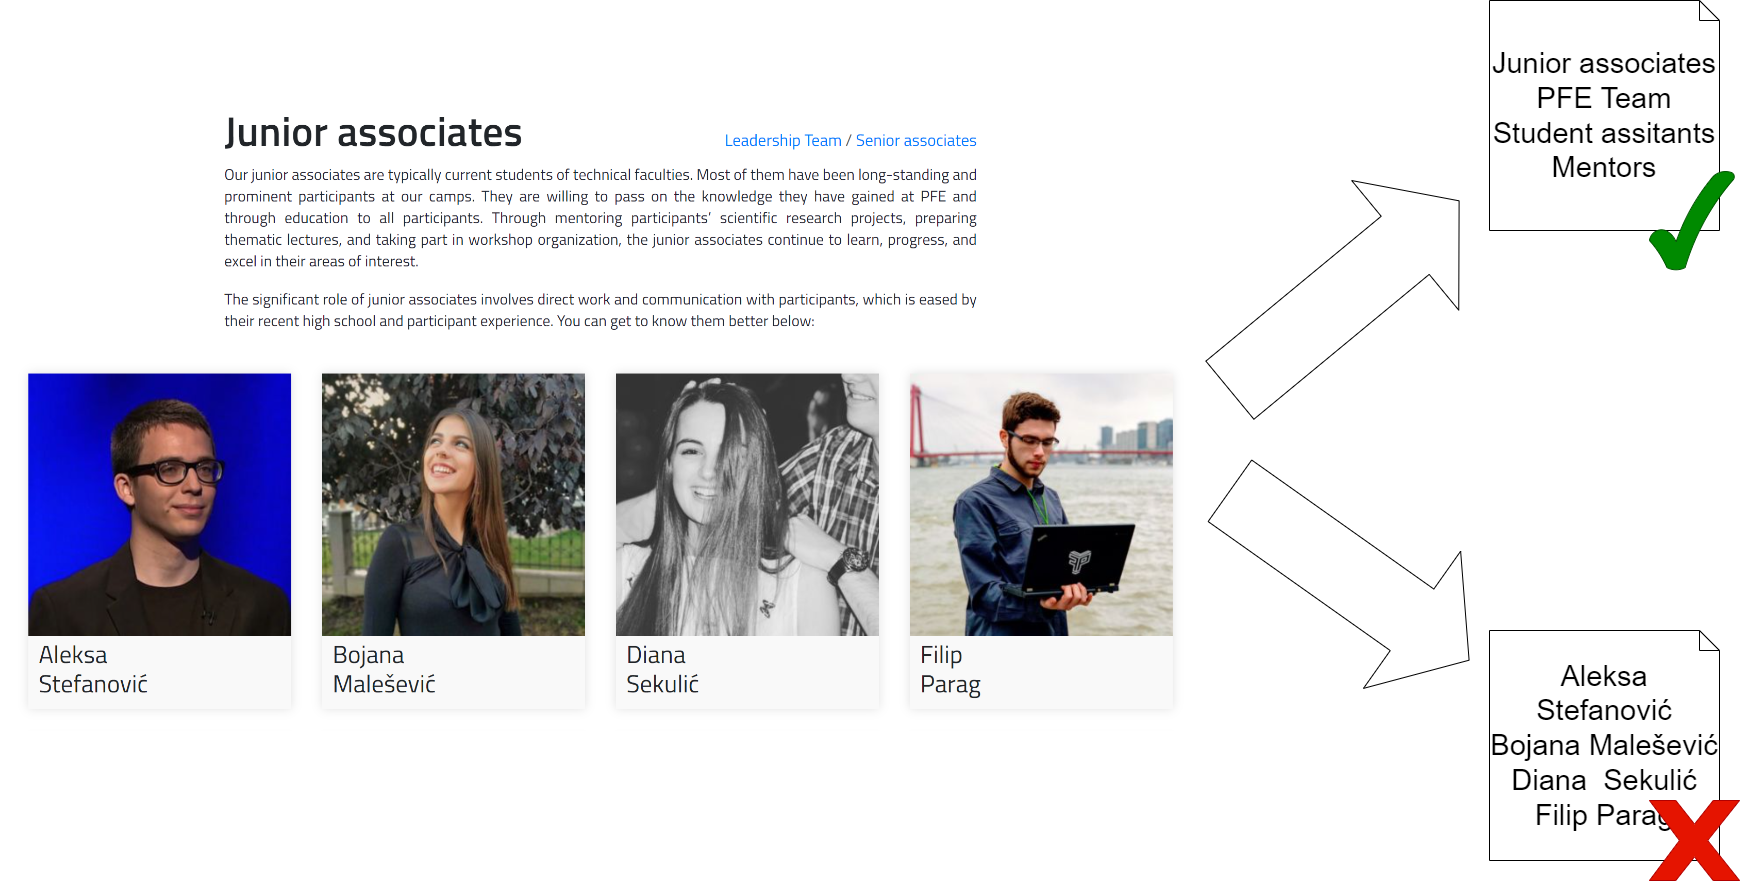 Junior associates
Leadership Team / Senior associates
Our junior associates are typically current students of technical faculties. Most of them have been long-standing and
prominent participants at our camps. They are willing to pass on the knowledge they have gained at PFE and
through education to all participants. Through mentoring participants’ scientific research projects, preparing
thematic lectures, and taking part in workshop organization, the junior associates continue to learn, progress, and
excel in their areas of interest.
The significant role of junior associates involves direct work and communication with participants, which is eased by
their recent high school and participant experience. You can get to know them better below:
Aleksa
Stefanović
Bojana
Malešević
Diana
Sekulić
Filip
Parag
Junior associates
PFE Team
Student assitants
Mentors
Aleksa
Stefanović
Bojana Malešević
Diana  Sekulić
Filip Parag